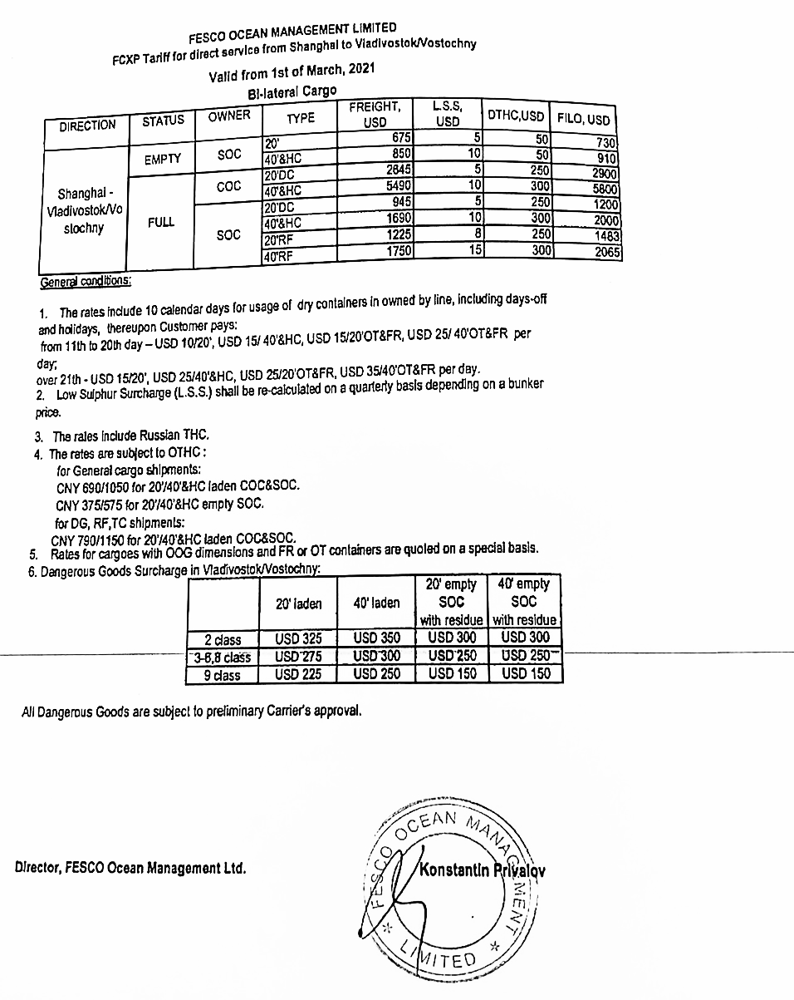 FESCO OCEAN MANAGEMENT LIMITED
FCXP Tariff for direct service from Shanghai to Vladivostok/Vostochny
Valid from 1st of March, 2021
Bi-lateral Cargo
DIRECTION STATUS OWNER TYPE FREIGHT, USD L.S.S, USD DTHC,USD FILO, USD
Shanghai - Vladivostok/Vostochny EMPTY SOC 20' 675 5 50 730
40'&HC 850 10 50 910
FULL COC 20'DC 2645 5 250 2900
40'&HC 5490 10 300 5800
SOC 20'DC 945 5 250 1200
40'&HC 1690 10 300 2000
20'RF 1225 8 250 1483
40'RF 1750 15 300 2065
General conditions:
1. The rates include 10 calendar days for usage of dry containers in owned by line, including days-off
and holidays, thereupon Customer pays:
from 11th to 20th day – USD 10/20', USD 15/ 40'&HC, USD 15/20'OT&FR, USD 25/ 40'OT&FR per
day;
over 21th - USD 15/20', USD 25/40'&HC, USD 25/20'OT&FR, USD 35/40'OT&FR per day.
2. Low Sulphur Surcharge (L.S.S.) shall be re-calculated on a quarterly basis depending on a bunker
price.
3. The rates include Russian THC.
4. The rates are subject to OTHC :
for General cargo shipments:
CNY 690/1050 for 20'/40'&HC laden COC&SOC.
CNY 375/575 for 20'/40'&HC empty SOC.
for DG, RF,TC shipments:
CNY 790/1150 for 20'/40'&HC laden COC&SOC.
5. Rates for cargoes with OOG dimensions and FR or OT containers are quoted on a special basis.
6. Dangerous Goods Surcharge in Vladivostok/Vostochny:
20' laden 40' laden 20' empty SOC with residue 40' empty SOC with residue
2 class USD 325 USD 350 USD 300 USD 300
3-6,8 class USD 275 USD 300 USD 250 USD 250
9 class USD 225 USD 250 USD 150 USD 150
All Dangerous Goods are subject to preliminary Carrier's approval.
Director, FESCO Ocean Management Ltd.
Konstantin Privalov
FESCO OCEAN MANAGEMENT
* LIMITED *